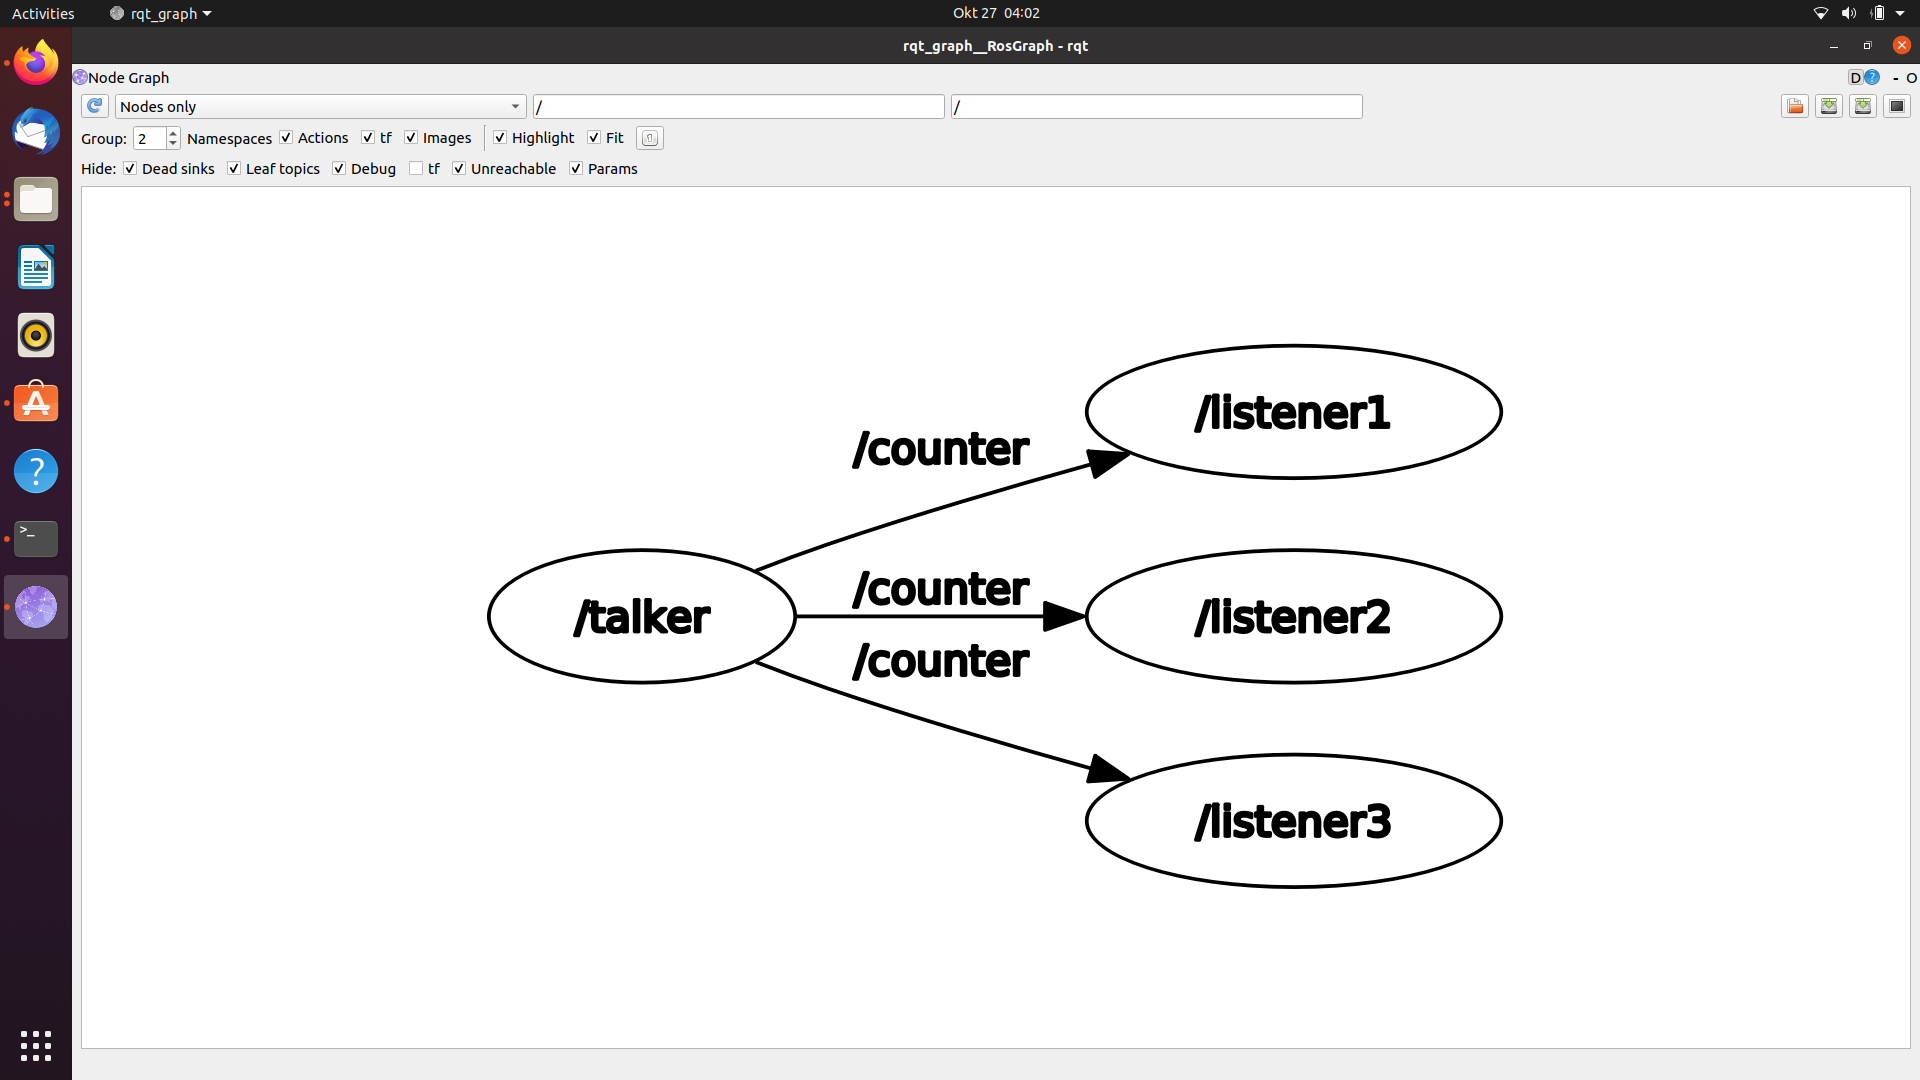 Activities rqt_graph Okt 27 04:02
rqt_graph__RosGraph - rqt
Node Graph D ? - O
Nodes only / /
Group: 2 Namespaces Actions tf Images Highlight Fit
Hide: Dead sinks Leaf topics Debug tf Unreachable Params
/listener1
/counter
/counter
/talker
/listener2
/counter
/listener3